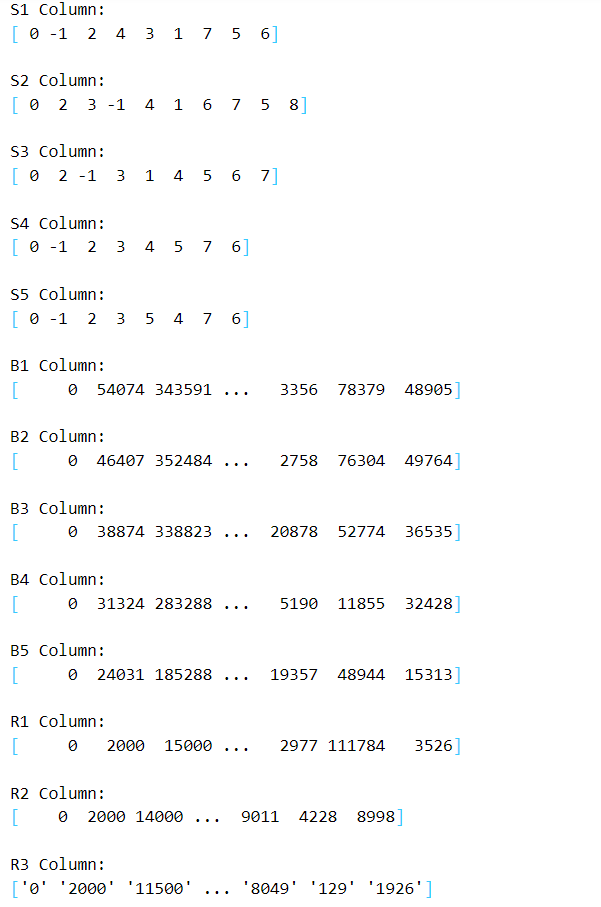 S1 Column:
[ 0 -1  2  4  3  1  7  5  6]
S2 Column:
[ 0  2  3 -1  4  1  6  7  5  8]
S3 Column:
[ 0  2 -1  3  1  4  5  6  7]
S4 Column:
[ 0 -1  2  3  4  5  7  6]
S5 Column:
[ 0 -1  2  3  5  4  7  6]
B1 Column:
[     0  54074 343591 ...   3356  78379  48905]
B2 Column:
[     0  46407 352484 ...   2758  76304  49764]
B3 Column:
[     0  38874 338823 ...  20878  52774  36535]
B4 Column:
[     0  31324 283288 ...   5190  11855  32428]
B5 Column:
[     0  24031 185288 ...  19357  48944  15313]
R1 Column:
[     0   2000  15000 ...   2977 111784   3526]
R2 Column:
[    0  2000 14000 ...  9011  4228  8998]
R3 Column:
['0' '2000' '11500' ... '8049' '129' '1926']